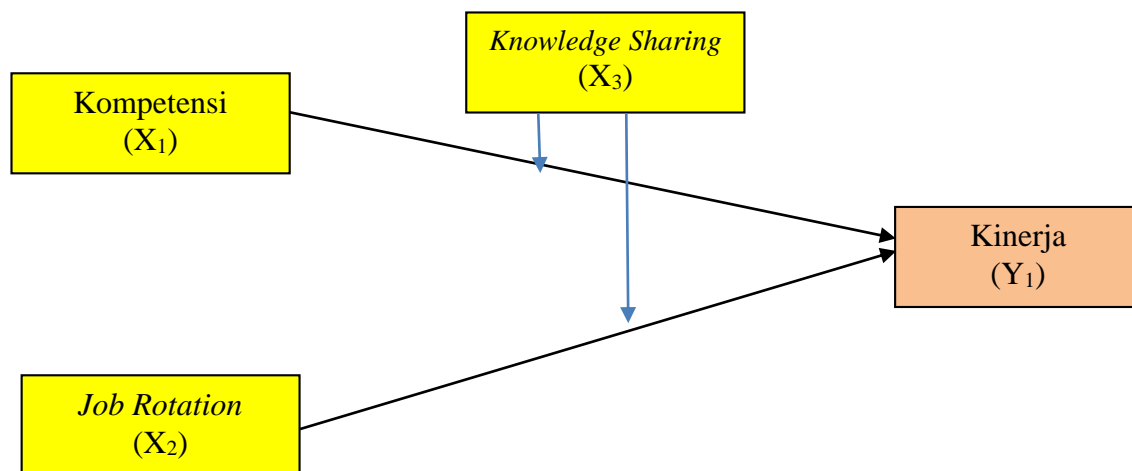 Knowledge Sharing
(X₃)
Kompetensi
(X₁)
Kinerja
(Y₁)
Job Rotation
(X₂)